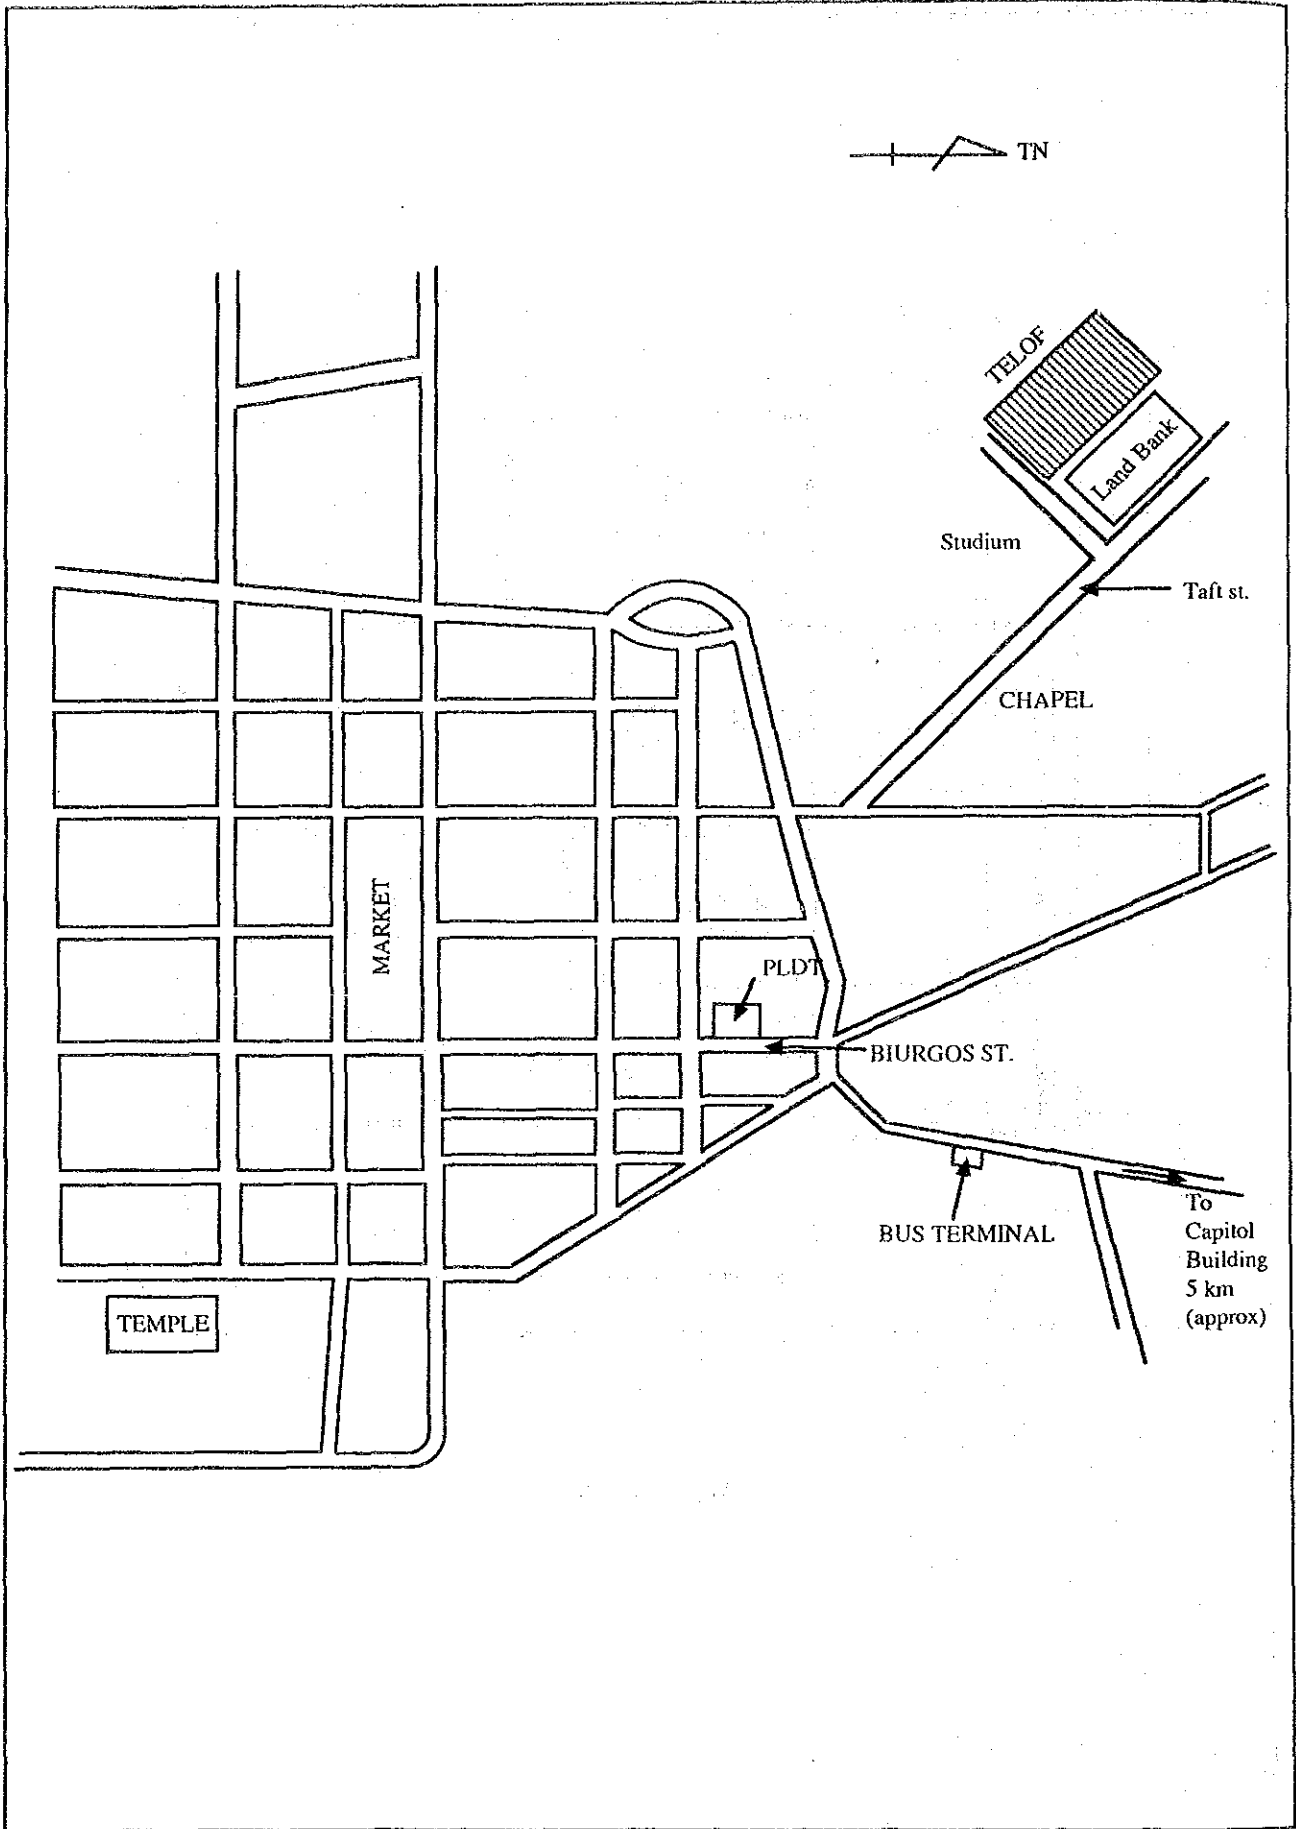 TN
TELOF
Land Bank
Studium
Taft st.
CHAPEL
MARKET
PLDT
BIURGOS ST.
BUS TERMINAL
To
Capitol
Building
5 km
(approx)
TEMPLE